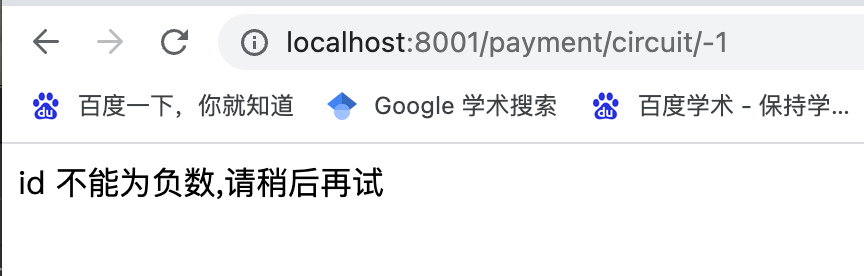 localhost:8001/payment/circuit/-1
百度一下，你就知道 Google 学术搜索 百度学术 - 保持学...
id 不能为负数,请稍后再试